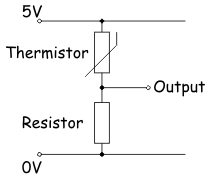 5V
Thermistor
Output
Resistor
0V